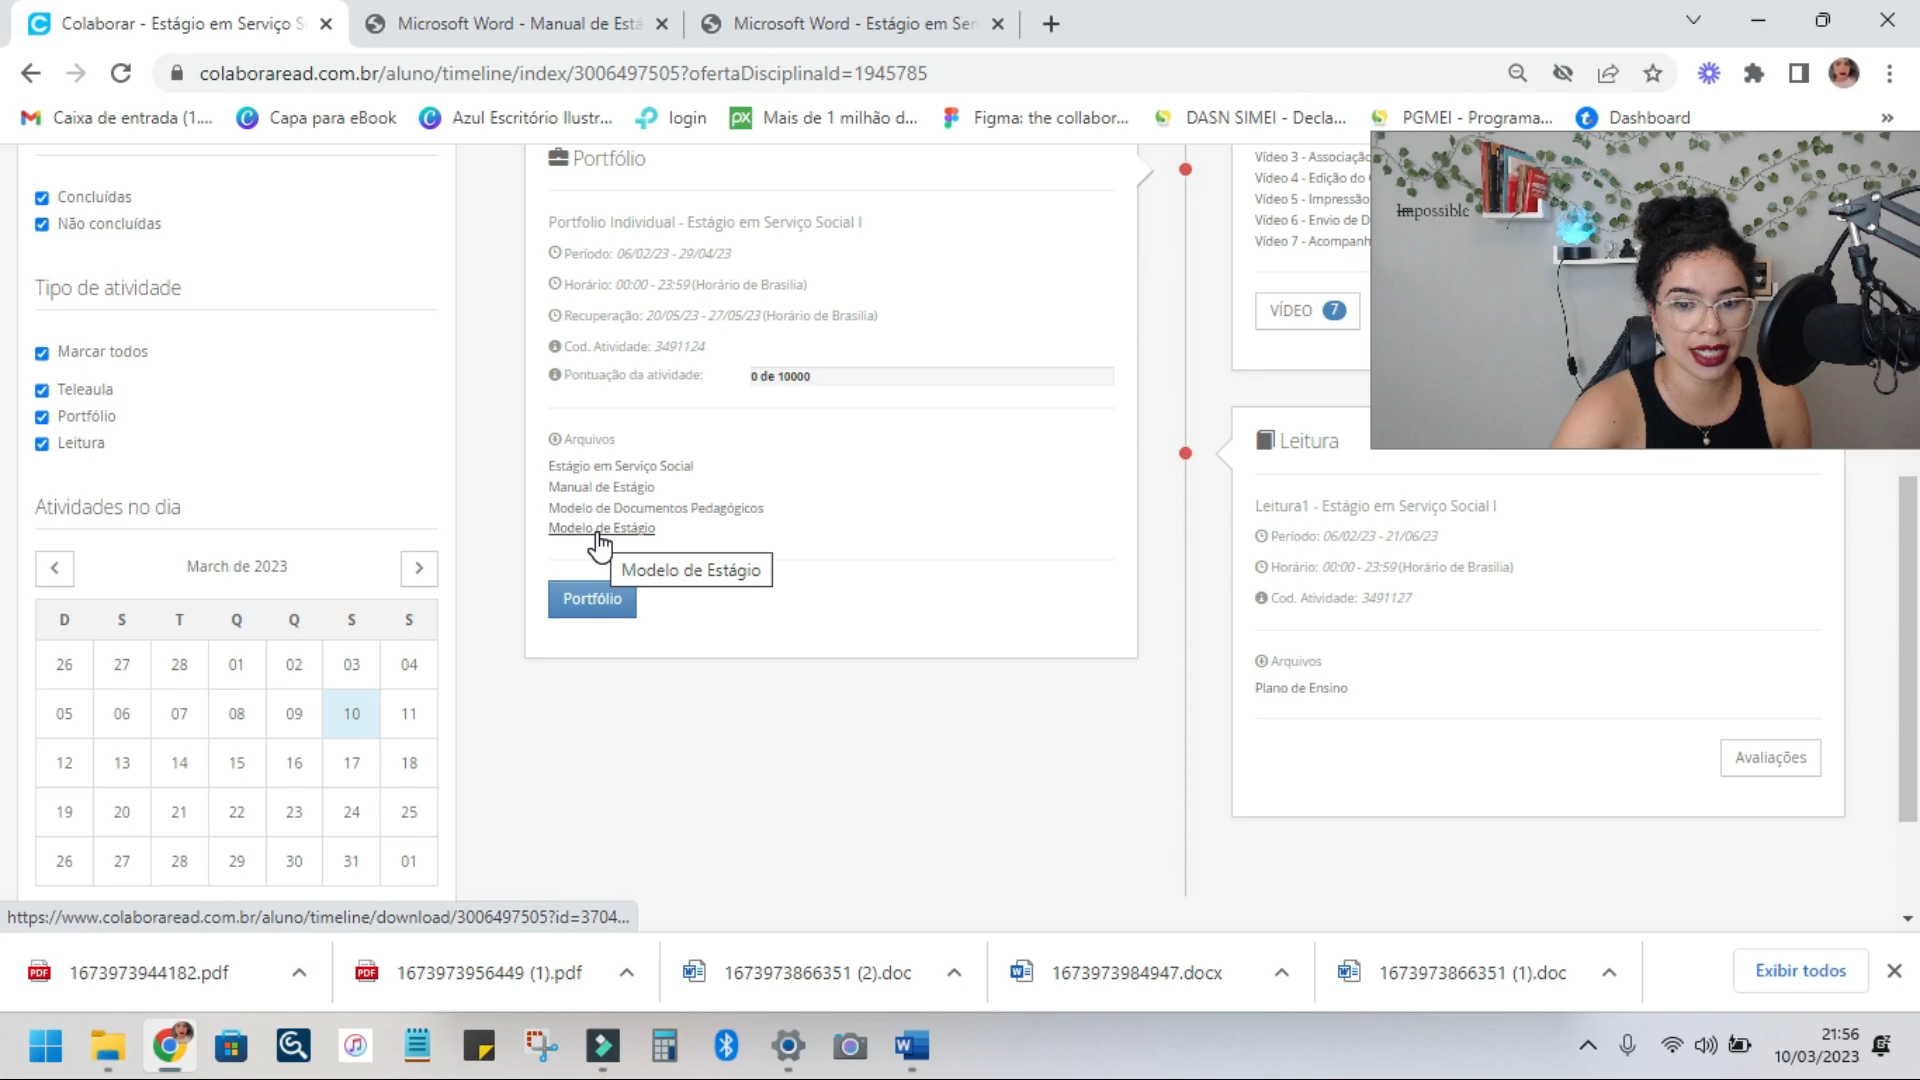 Colaborar - Estágio em Serviço S
Microsoft Word - Manual de Está
Microsoft Word - Estágio em Ser
colaboraread.com.br/aluno/timeline/index/3006497505?ofertaDisciplinaId=1945785
Caixa de entrada (1....
Capa para eBook
Azul Escritório Ilustr...
login
px
Mais de 1 milhão d...
Figma: the collabor...
DASN SIMEI - Decla...
PGMEI - Programa...
Dashboard
»
Concluídas
Não concluídas
Tipo de atividade
Marcar todos
Teleaula
Portfólio
Leitura
Atividades no dia
March de 2023
D S T Q Q S S
26 27 28 01 02 03 04
05 06 07 08 09 10 11
12 13 14 15 16 17 18
19 20 21 22 23 24 25
26 27 28 29 30 31 01
Portfólio
Portfolio Individual - Estágio em Serviço Social I
Período: 06/02/23 - 29/04/23
Horário: 00:00 - 23:59 (Horário de Brasilia)
Recuperação: 20/05/23 - 27/05/23 (Horário de Brasilia)
Cod. Atividade: 3491124
Pontuação da atividade: 0 de 10000
Arquivos
Estágio em Serviço Social
Manual de Estágio
Modelo de Documentos Pedagógicos
Modelo de Estágio
Modelo de Estágio
Portfólio
Vídeo 3 - Associação
Vídeo 4 - Edição do
Vídeo 5 - Impressão
Vídeo 6 - Envio de D
Vídeo 7 - Acompanh
VÍDEO 7
Impossible
Leitura
Leitura1 - Estágio em Serviço Social I
Período: 06/02/23 - 21/06/23
Horário: 00:00 - 23:59 (Horário de Brasilia)
Cod. Atividade: 3491127
Arquivos
Plano de Ensino
Avaliações
https://www.colaboraread.com.br/aluno/timeline/download/3006497505?id=3704...
PDF
1673973944182.pdf
PDF
1673973956449 (1).pdf
1673973866351 (2).doc
1673973984947.docx
1673973866351 (1).doc
Exibir todos
21:56
10/03/2023